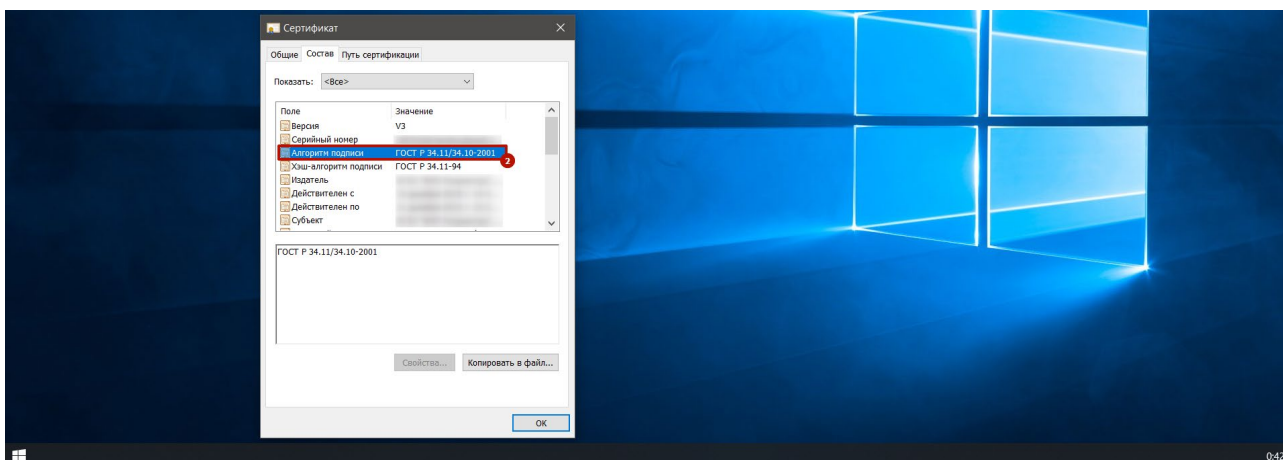 Сертификат
Общие Состав Путь сертификации
Показать: <Все>
Поле Значение
Версия V3
Серийный номер
Алгоритм подписи ГОСТ Р 34.11/34.10-2001
2
Хэш-алгоритм подписи ГОСТ Р 34.11-94
Издатель
Действителен с
Действителен по
Субъект
ГОСТ Р 34.11/34.10-2001
Свойства... Копировать в файл...
ОК
0:42